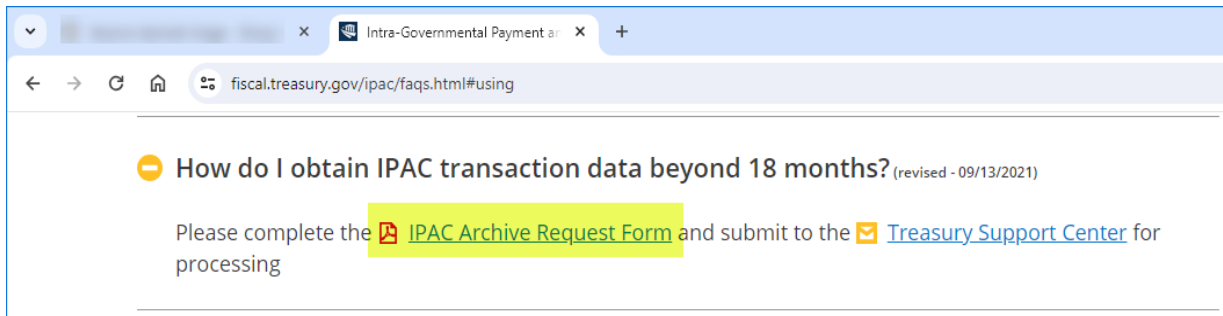 Intra-Governmental Payment ar
fiscal.treasury.gov/ipac/faqs.html#using
How do I obtain IPAC transaction data beyond 18 months? (revised - 09/13/2021)
Please complete the IPAC Archive Request Form and submit to the Treasury Support Center for
processing